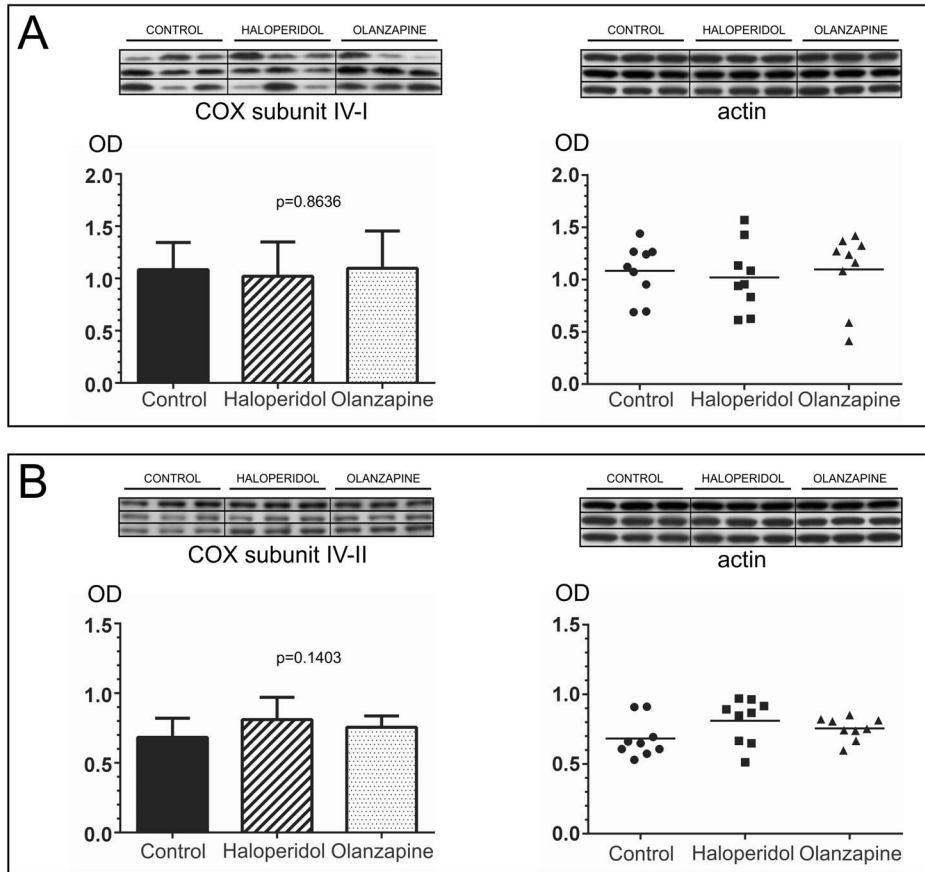 A
CONTROL HALOPERIDOL OLANZAPINE
COX subunit IV-I
OD
2.0
1.5
1.0
0.5
0.0
p=0.8636
Control Haloperidol Olanzapine
CONTROL HALOPERIDOL OLANZAPINE
actin
OD
2.0
1.5
1.0
0.5
0.0
Control Haloperidol Olanzapine
B
CONTROL HALOPERIDOL OLANZAPINE
COX subunit IV-II
OD
1.5
1.0
0.5
0.0
p=0.1403
Control Haloperidol Olanzapine
CONTROL HALOPERIDOL OLANZAPINE
actin
OD
1.5
1.0
0.5
0.0
Control Haloperidol Olanzapine